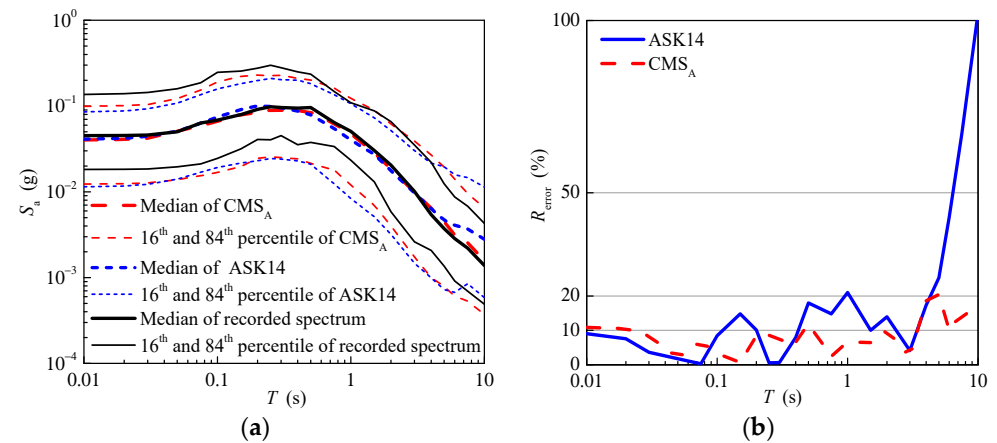 10^0
10^-1
10^-2
10^-3
10^-4
S_a (g)
Median of CMS_A
16^th and 84^th percentile of CMS_A
Median of ASK14
16^th and 84^th percentile of ASK14
Median of recorded spectrum
16^th and 84^th percentile of recorded spectrum
0.01 0.1 1 10
T (s)
(a)
100
50
20
10
0
R_error (%)
ASK14
CMS_A
0.01 0.1 1 10
T (s)
(b)